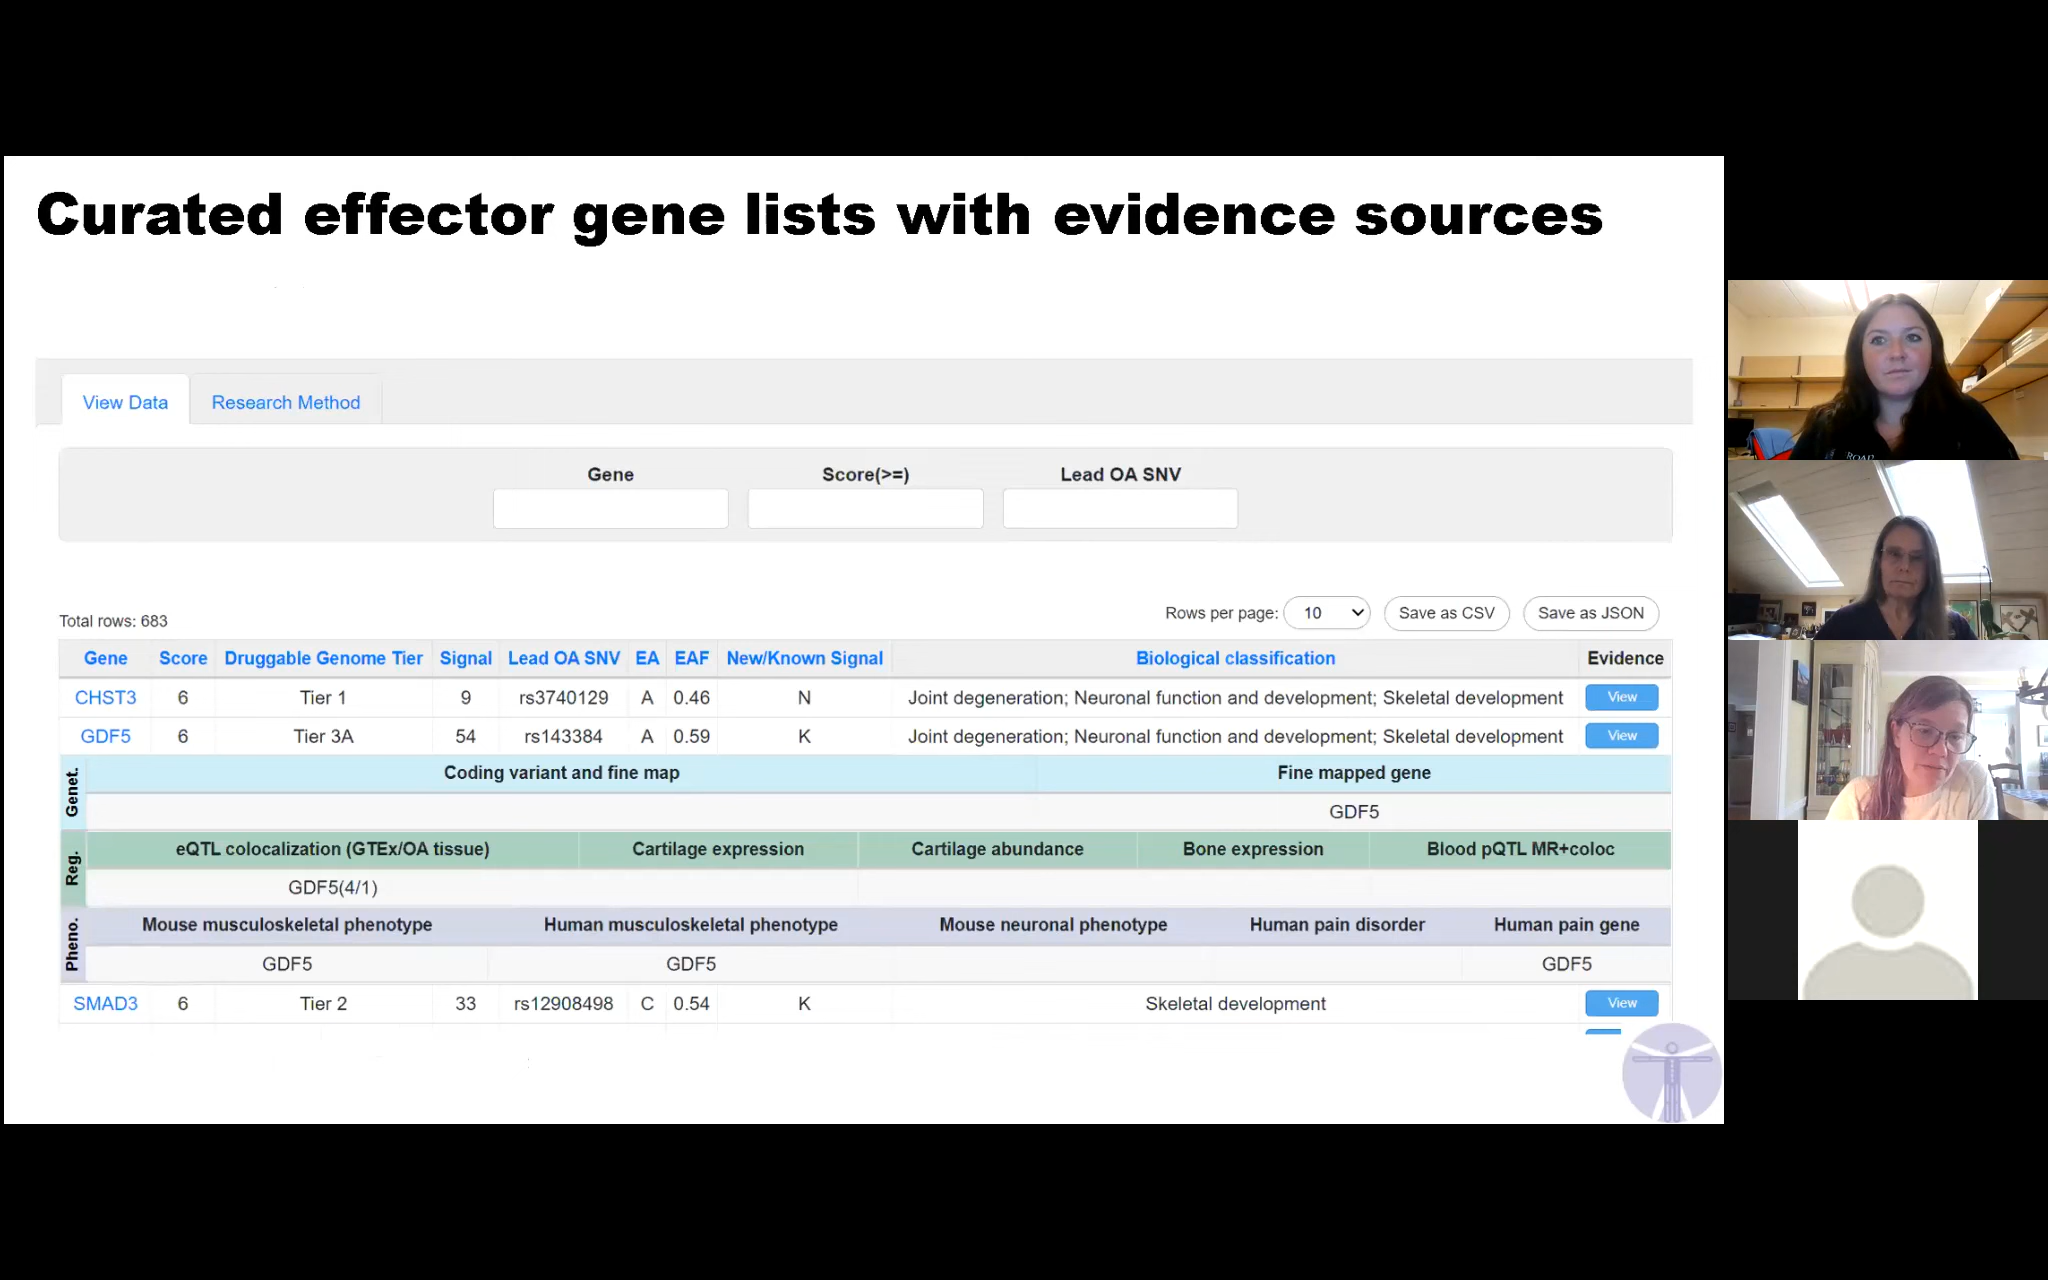 Curated effector gene lists with evidence sources
View Data Research Method
Gene Score(>=) Lead OA SNV
Total rows: 683 Rows per page: 10 Save as CSV Save as JSON
Gene Score Druggable Genome Tier Signal Lead OA SNV EA EAF New/Known Signal Biological classification Evidence
CHST3 6 Tier 1 9 rs3740129 A 0.46 N Joint degeneration; Neuronal function and development; Skeletal development View
GDF5 6 Tier 3A 54 rs143384 A 0.59 K Joint degeneration; Neuronal function and development; Skeletal development View
Genet. Coding variant and fine map Fine mapped gene
GDF5
Reg. eQTL colocalization (GTEx/OA tissue) Cartilage expression Cartilage abundance Bone expression Blood pQTL MR+coloc
GDF5(4/1)
Pheno. Mouse musculoskeletal phenotype Human musculoskeletal phenotype Mouse neuronal phenotype Human pain disorder Human pain gene
GDF5 GDF5 GDF5
SMAD3 6 Tier 2 33 rs12908498 C 0.54 K Skeletal development View